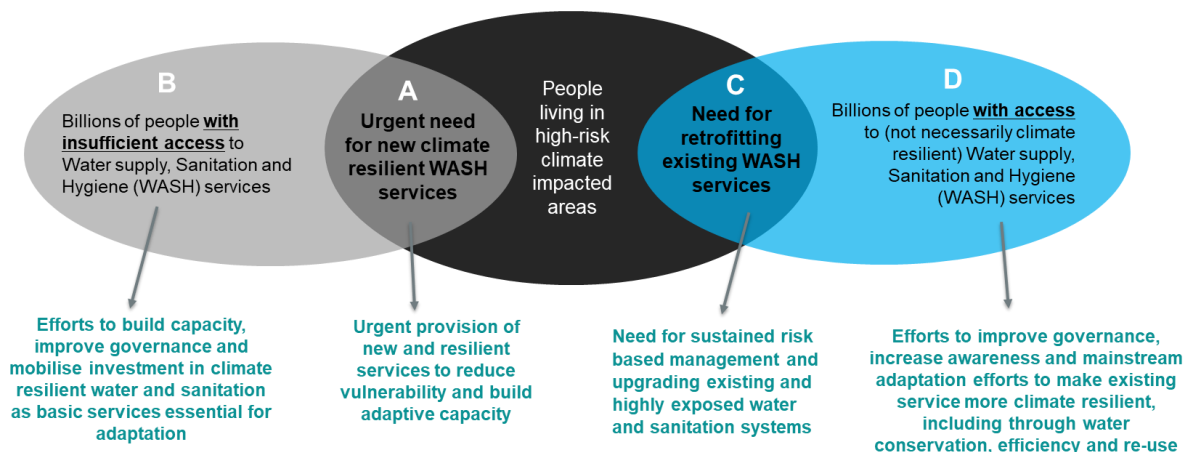 B
Billions of people with
insufficient access to
Water supply, Sanitation and
Hygiene (WASH) services
A
Urgent need
for new climate
resilient WASH
services
People
living in
high-risk
climate
impacted
areas
C
Need for
retrofitting
existing WASH
services
D
Billions of people with access
to (not necessarily climate
resilient) Water supply,
Sanitation and Hygiene
(WASH) services
Efforts to build capacity,
improve governance and
mobilise investment in climate
resilient water and sanitation
as basic services essential for
adaptation
Urgent provision of
new and resilient
services to reduce
vulnerability and build
adaptive capacity
Need for sustained risk
based management and
upgrading existing and
highly exposed water
and sanitation systems
Efforts to improve governance,
increase awareness and mainstream
adaptation efforts to make existing
service more climate resilient,
including through water
conservation, efficiency and re-use